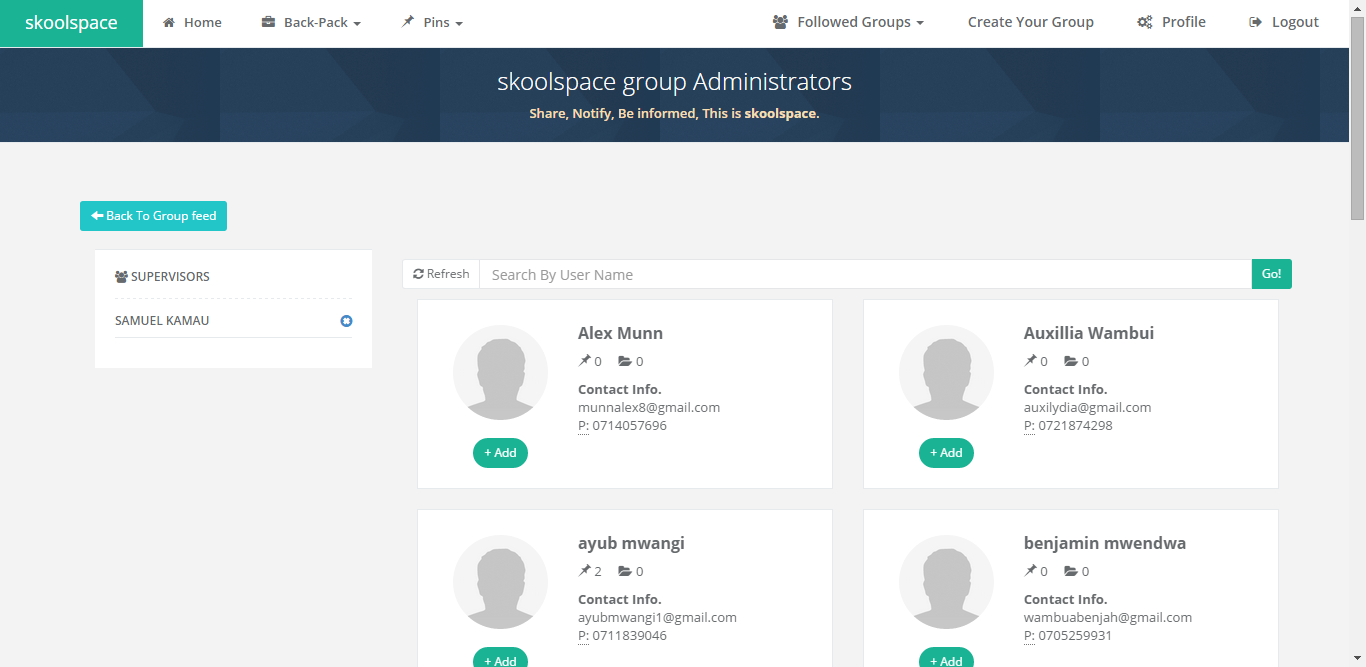 skoolspace
Home
Back-Pack
Pins
Followed Groups
Create Your Group
Profile
Logout
skoolspace group Administrators
Share, Notify, Be informed, This is skoolspace.
Back To Group feed
SUPERVISORS
SAMUEL KAMAU
Refresh
Search By User Name
Go!
Alex Munn
0 0
Contact Info.
munnalex8@gmail.com
P: 0714057696
+ Add
Auxillia Wambui
0 0
Contact Info.
auxilydia@gmail.com
P: 0721874298
+ Add
ayub mwangi
2 0
Contact Info.
ayubmwangi1@gmail.com
P: 0711839046
+ Add
benjamin mwendwa
0 0
Contact Info.
wambuabenjah@gmail.com
P: 0705259931
+ Add